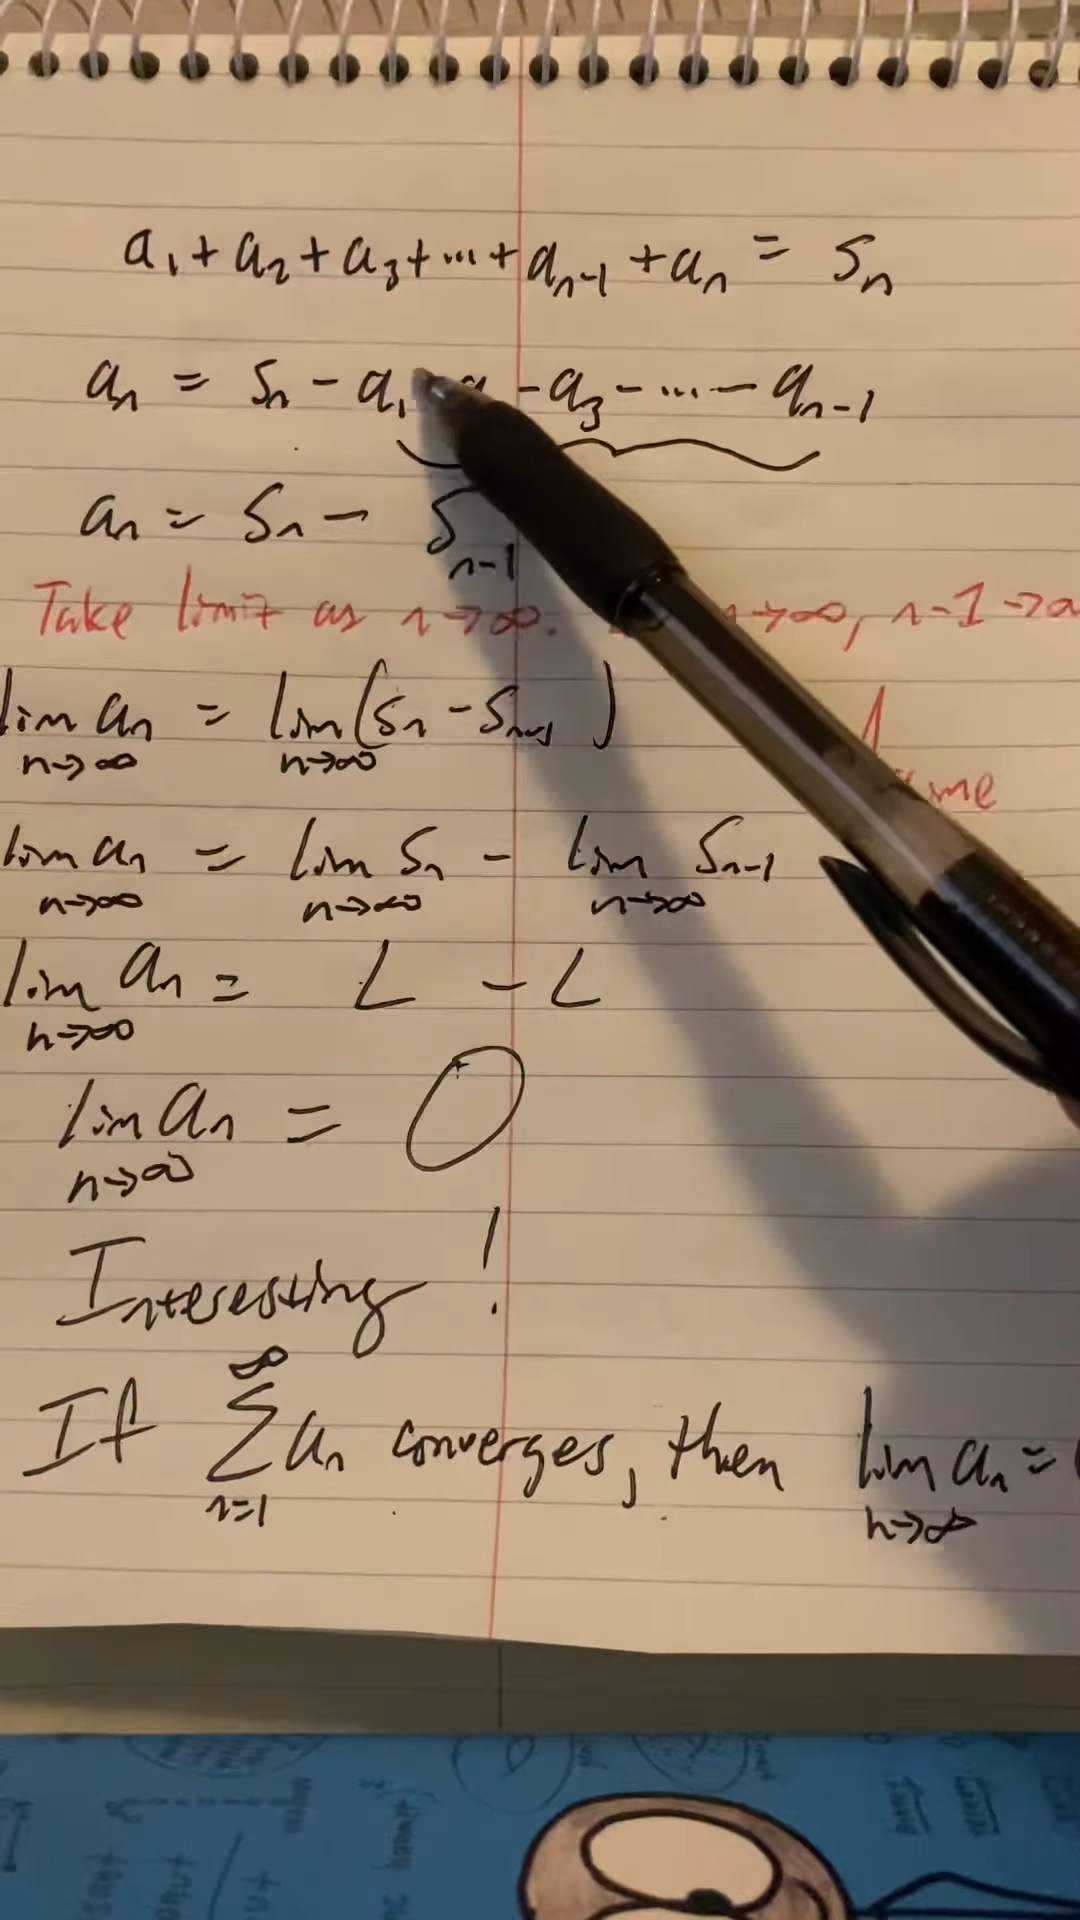 a₁ + a₂ + a₃ + ... + aₙ₋₁ + aₙ = Sₙ
aₙ = Sₙ - a₁ a - a₃ - ... - aₙ₋₁
aₙ = Sₙ - Sₙ₋₁
Take limit as n→∞. n→∞, n-1→
lim aₙ = lim (Sₙ - Sₙ₋₁)
n→∞ n→∞
lim aₙ = lim Sₙ - lim Sₙ₋₁
n→∞ n→∞ n→∞
lim aₙ = L - L
n→∞
lim aₙ = 0
n→∞
Interesting!
If ∑ₙ₌₁^∞ aₙ converges, then lim aₙ =
n→∞